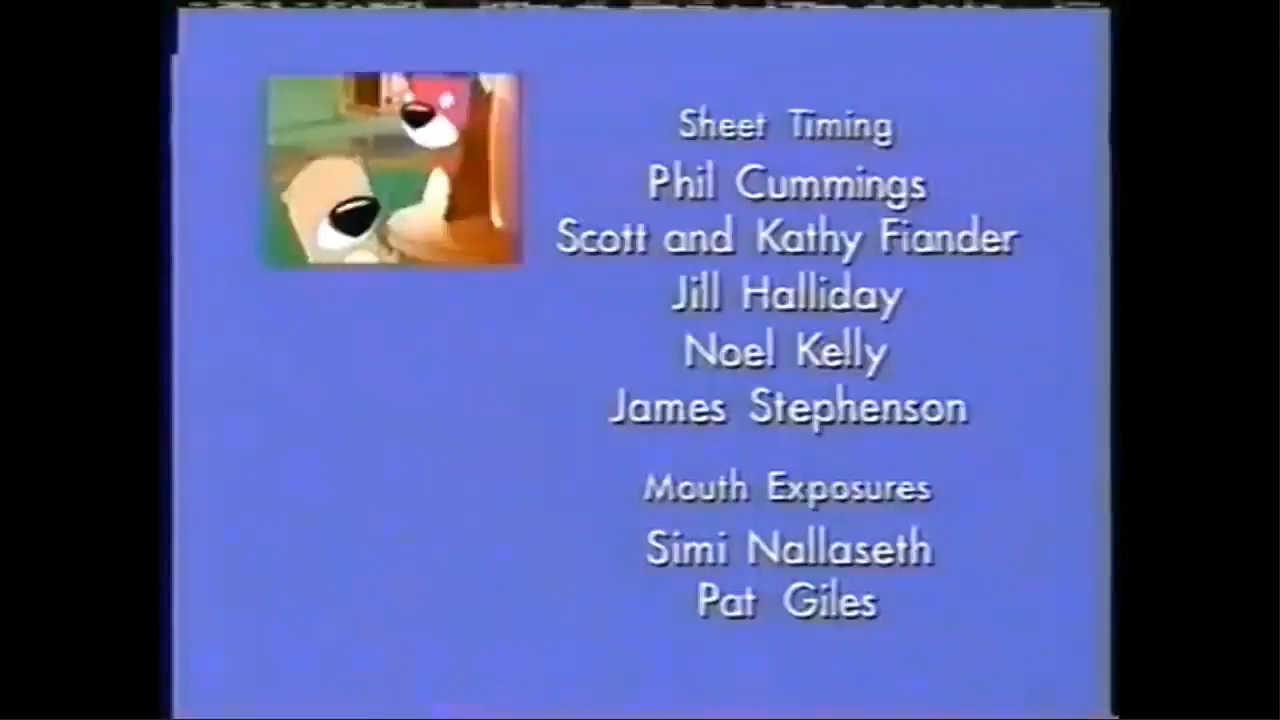 Sheet Timing
Phil Cummings
Scott and Kathy Fiander
Jill Halliday
Noel Kelly
James Stephenson
Mouth Exposures
Simi Nallaseth
Pat Giles